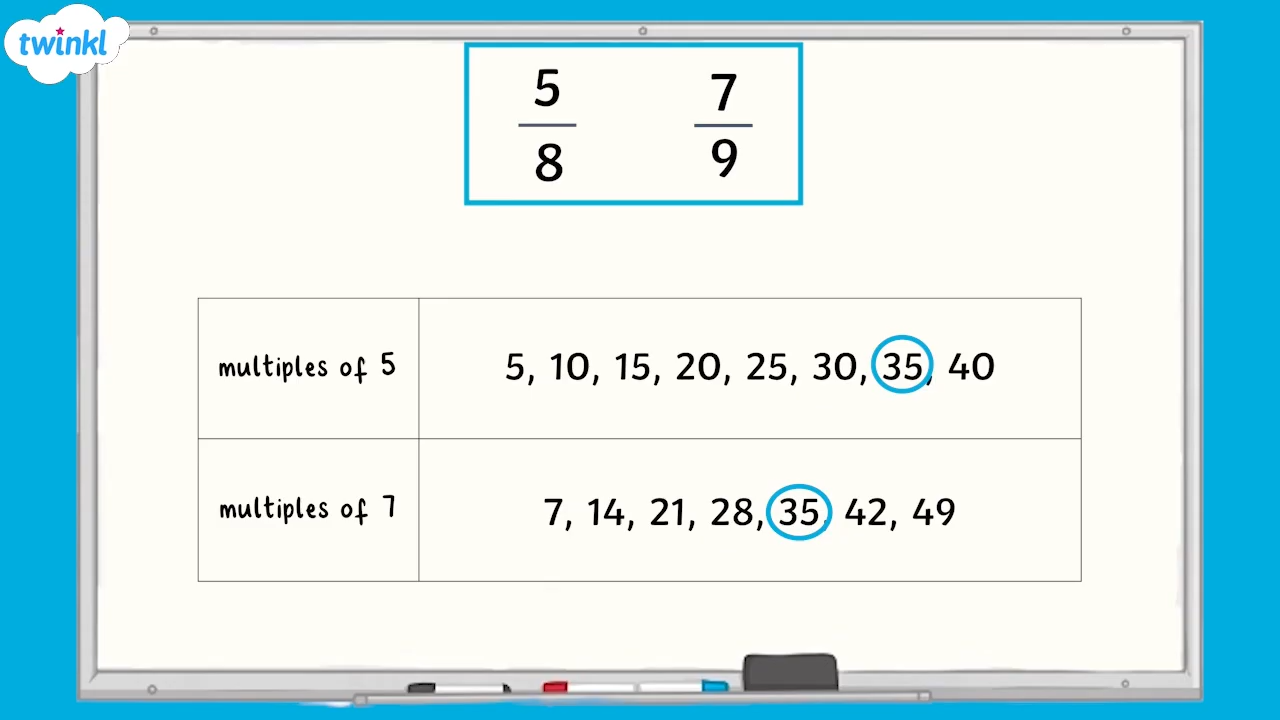 twinkl
5 7
8 9
multiples of 5 5, 10, 15, 20, 25, 30, 35, 40
multiples of 7 7, 14, 21, 28, 35, 42, 49